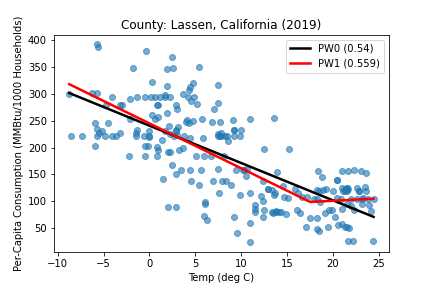 County: Lassen, California (2019)
Per-Capita Consumption (MMBtu/1000 Households)
400
350
300
250
200
150
100
50
PW0 (0.54)
PW1 (0.559)
−10 −5 0 5 10 15 20 25
Temp (deg C)